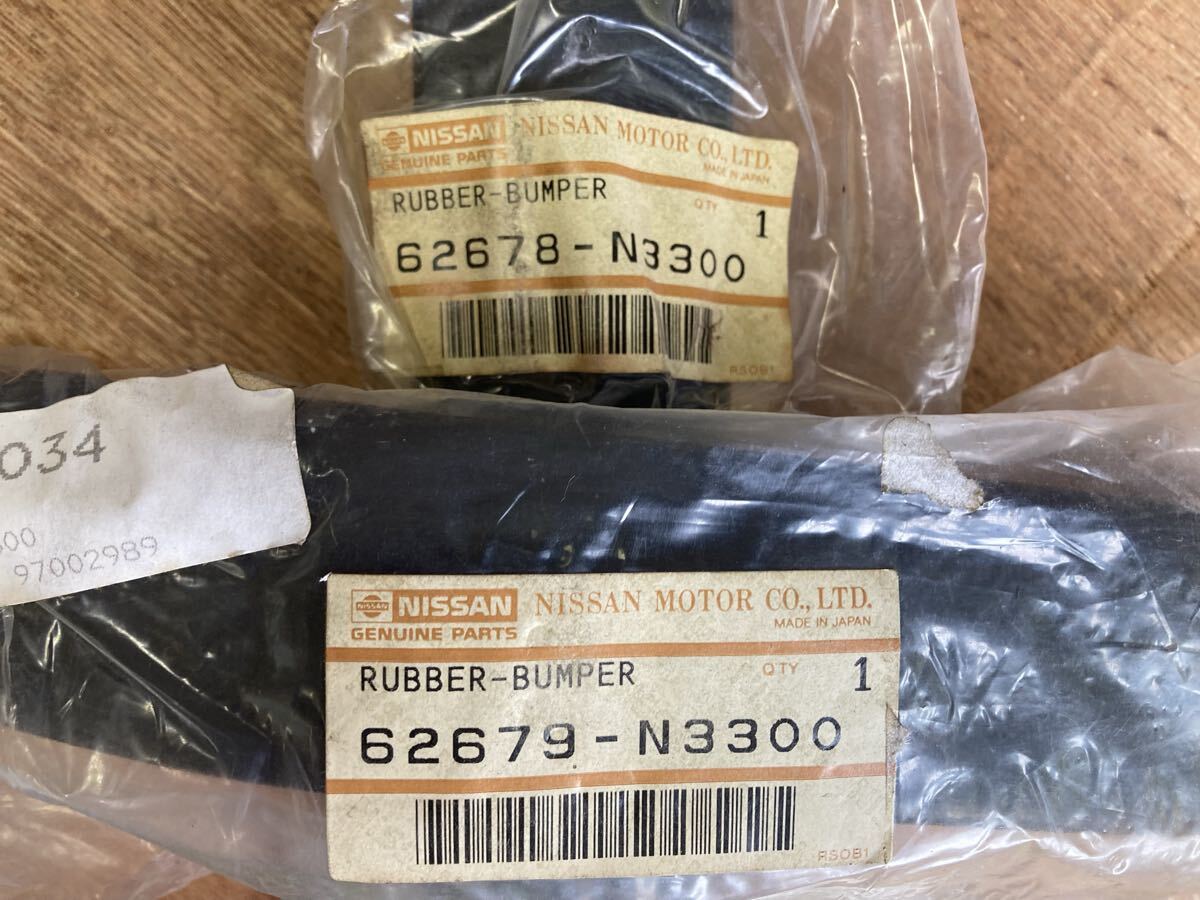 NISSAN NISSAN MOTOR CO., LTD.
GENUINE PARTS MADE IN JAPAN
RUBBER-BUMPER QTY 1
62678-N3300
RSOB1
034
00
97002989
NISSAN NISSAN MOTOR CO., LTD.
GENUINE PARTS MADE IN JAPAN
RUBBER-BUMPER QTY 1
62679-N3300
RSOB1